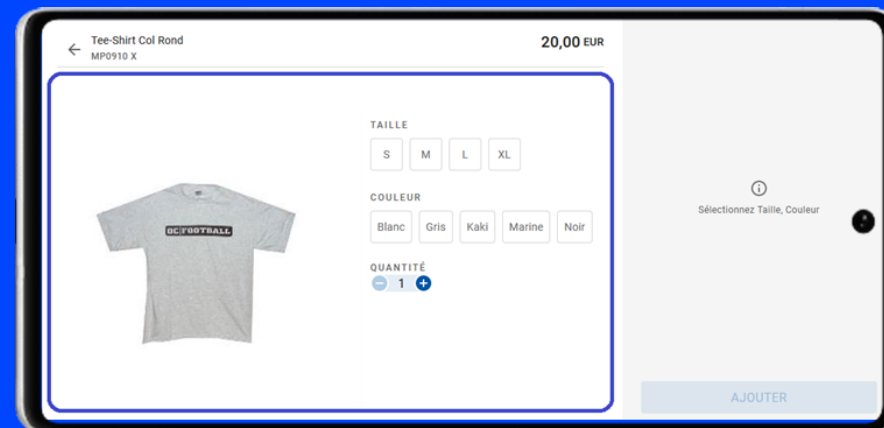 Tee-Shirt Col Rond
MP0910 X
20,00 EUR
TAILLE
S M L XL
COULEUR
Blanc Gris Kaki Marine Noir
QUANTITÉ
1
OC FOOTBALL
Sélectionnez Taille, Couleur
AJOUTER